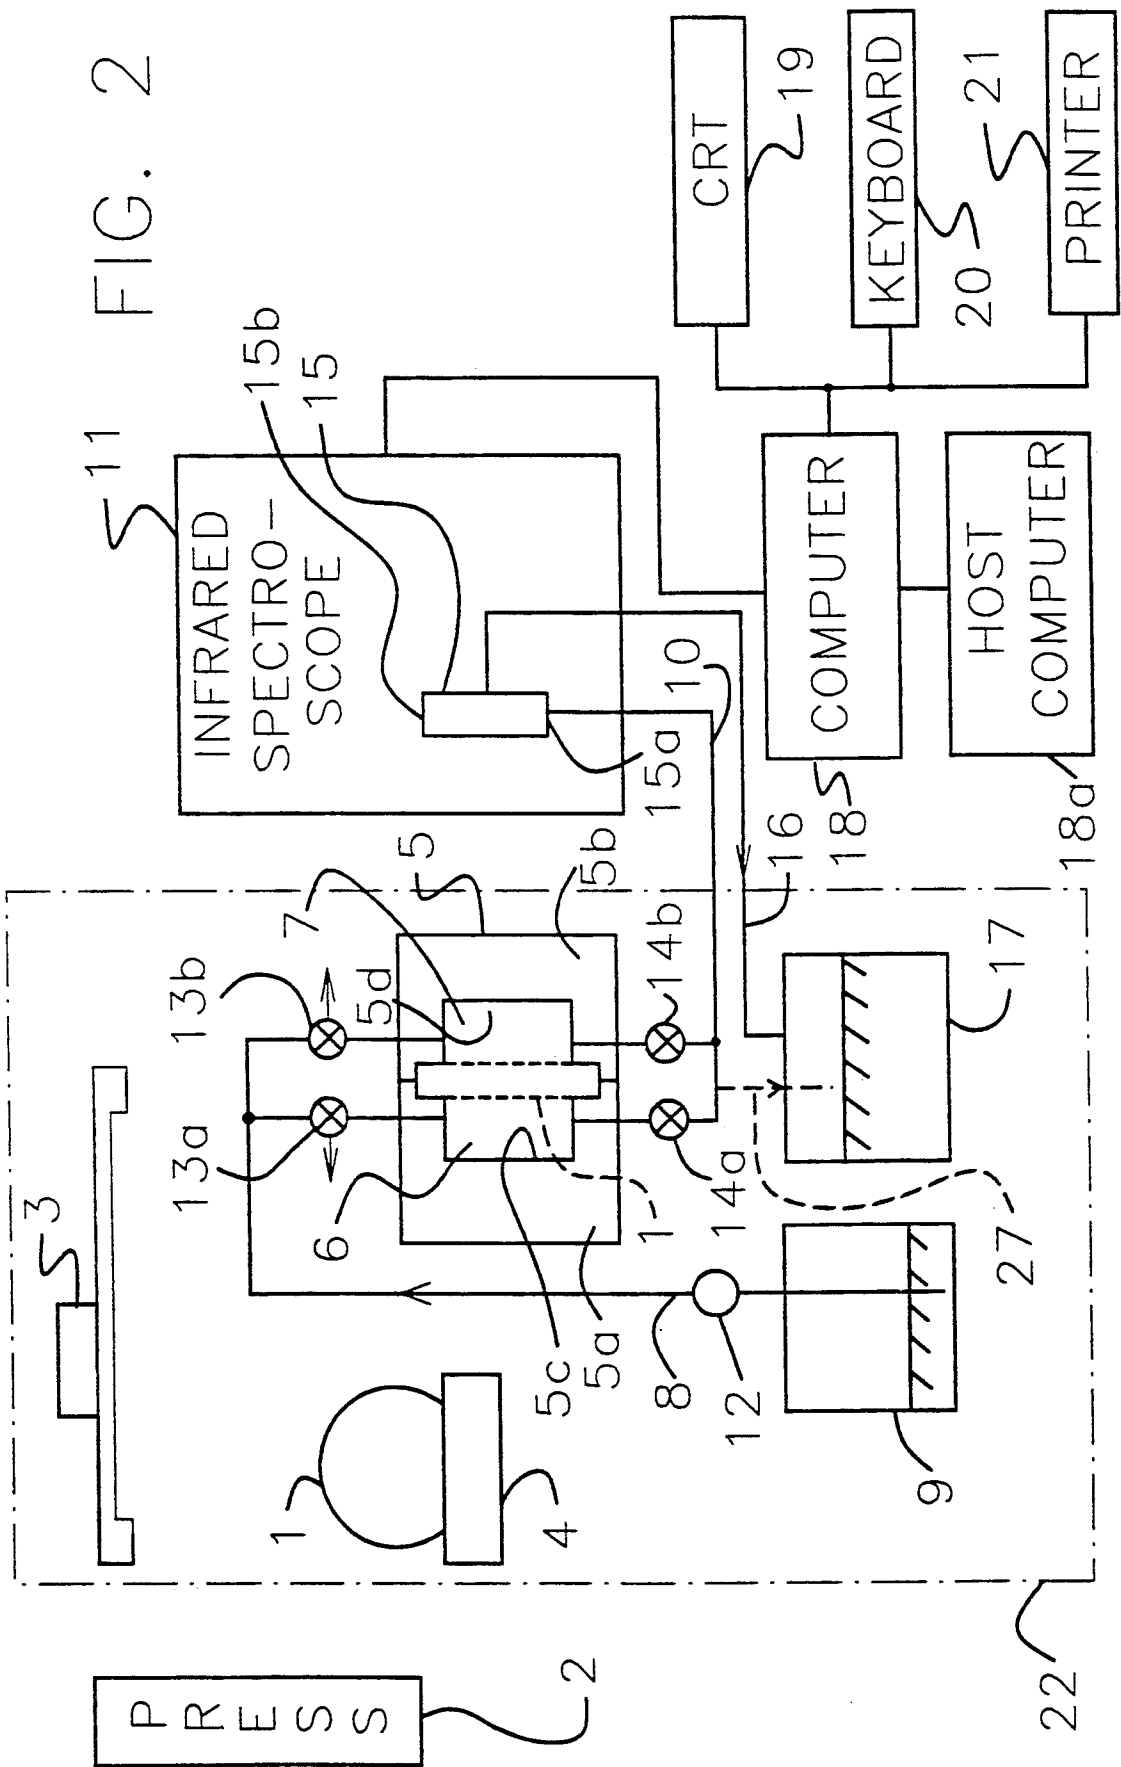 FIG. 2
11
INFRARED
SPECTRO-
SCOPE
15b
15
15a
CRT
19
KEYBOARD
20
PRINTER
21
COMPUTER
18
HOST
COMPUTER
18a
10
16
17
13b
13a
7
5
5d
5b
14b
14a
6
5c
5a
1
27
3
1
4
8
12
9
22
PRESS
2